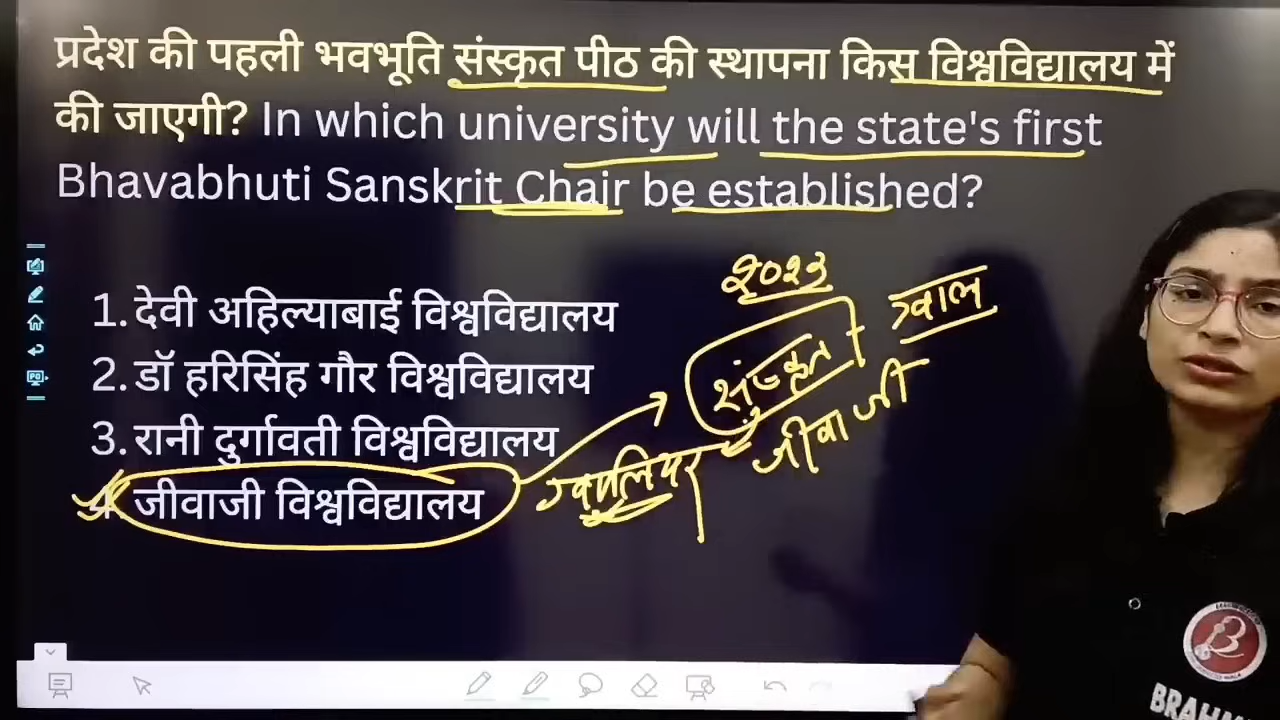 प्रदेश की पहली भवभूति संस्कृत पीठ की स्थापना किस विश्वविद्यालय में
की जाएगी? In which university will the state's first
Bhavabhuti Sanskrit Chair be established?
1. देवी अहिल्याबाई विश्वविद्यालय
2. डॉ हरिसिंह गौर विश्वविद्यालय
3. रानी दुर्गावती विश्वविद्यालय
4. जीवाजी विश्वविद्यालय
२०२३
संस्कृत
ग्वाल
जीवाजी
ग्वालियर